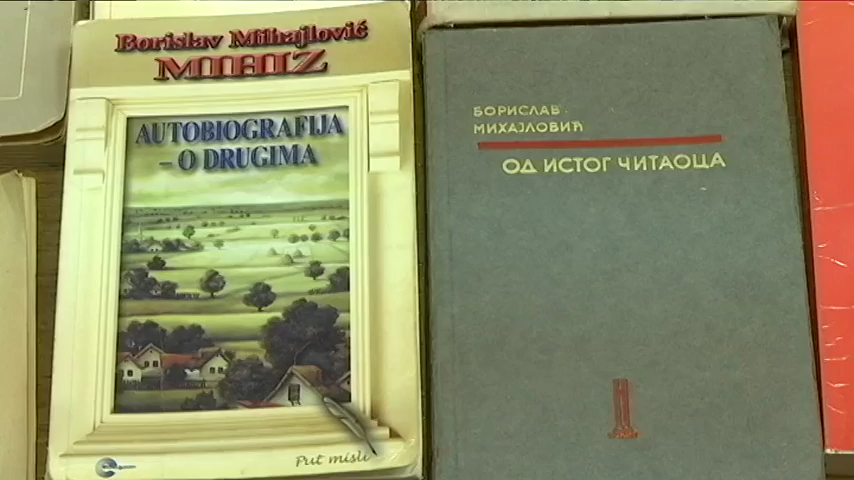 Borislav Mihajlović
MIHIZ
AUTOBIOGRAFIJA
– O DRUGIMA
Put misli
БОРИСЛАВ
МИХАЈЛОВИЋ
ОД ИСТОГ ЧИТАОЦА